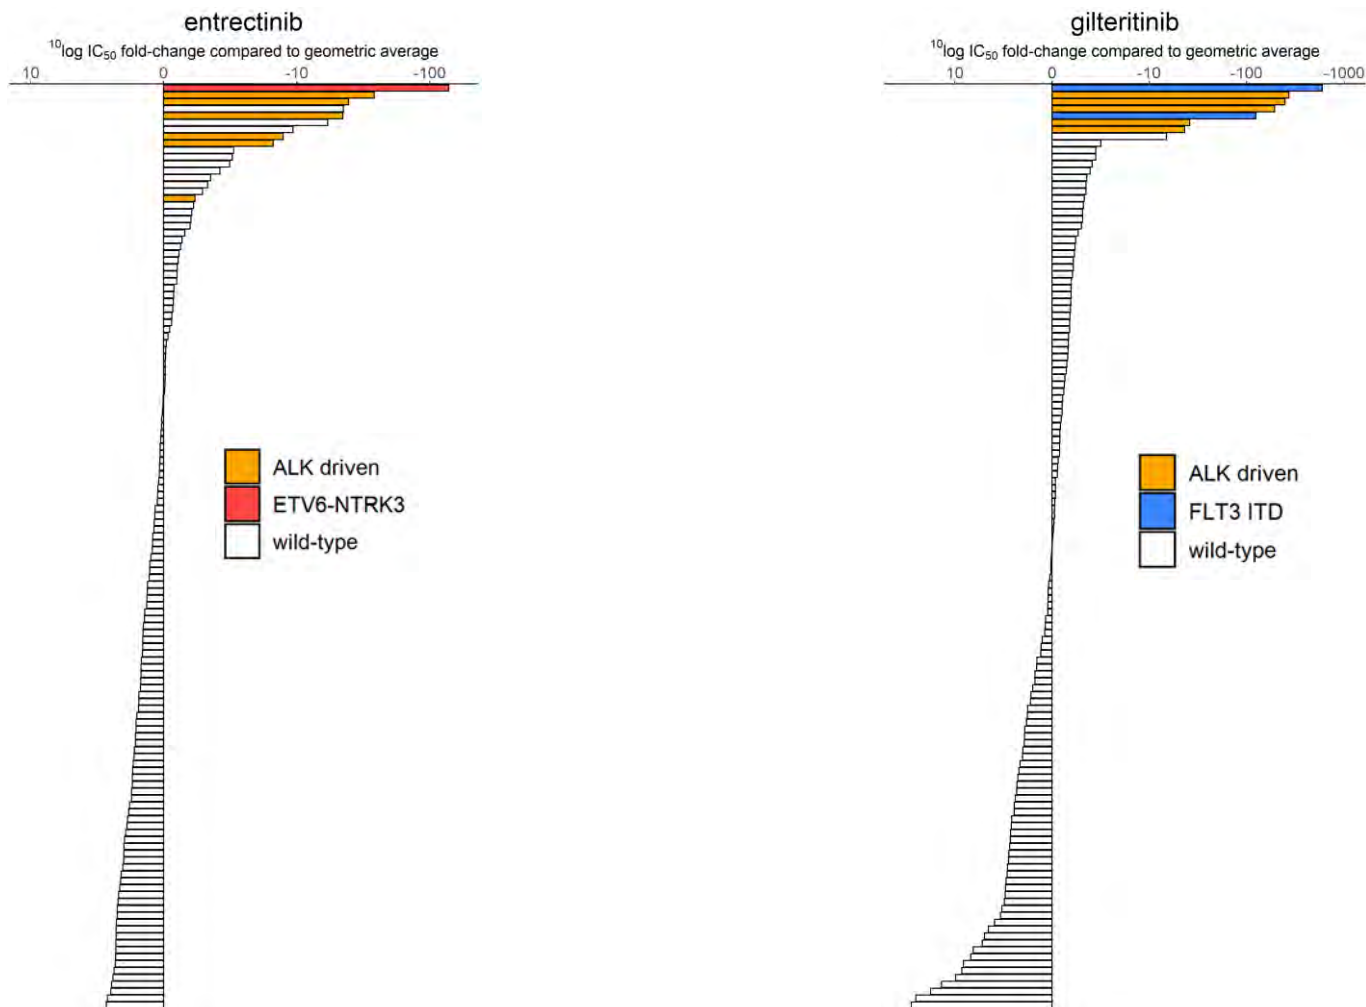 entrectinib
¹⁰log IC₅₀ fold-change compared to geometric average
10 0 -10 -100
ALK driven
ETV6-NTRK3
wild-type
gilteritinib
¹⁰log IC₅₀ fold-change compared to geometric average
10 0 -10 -100 -1000
ALK driven
FLT3 ITD
wild-type